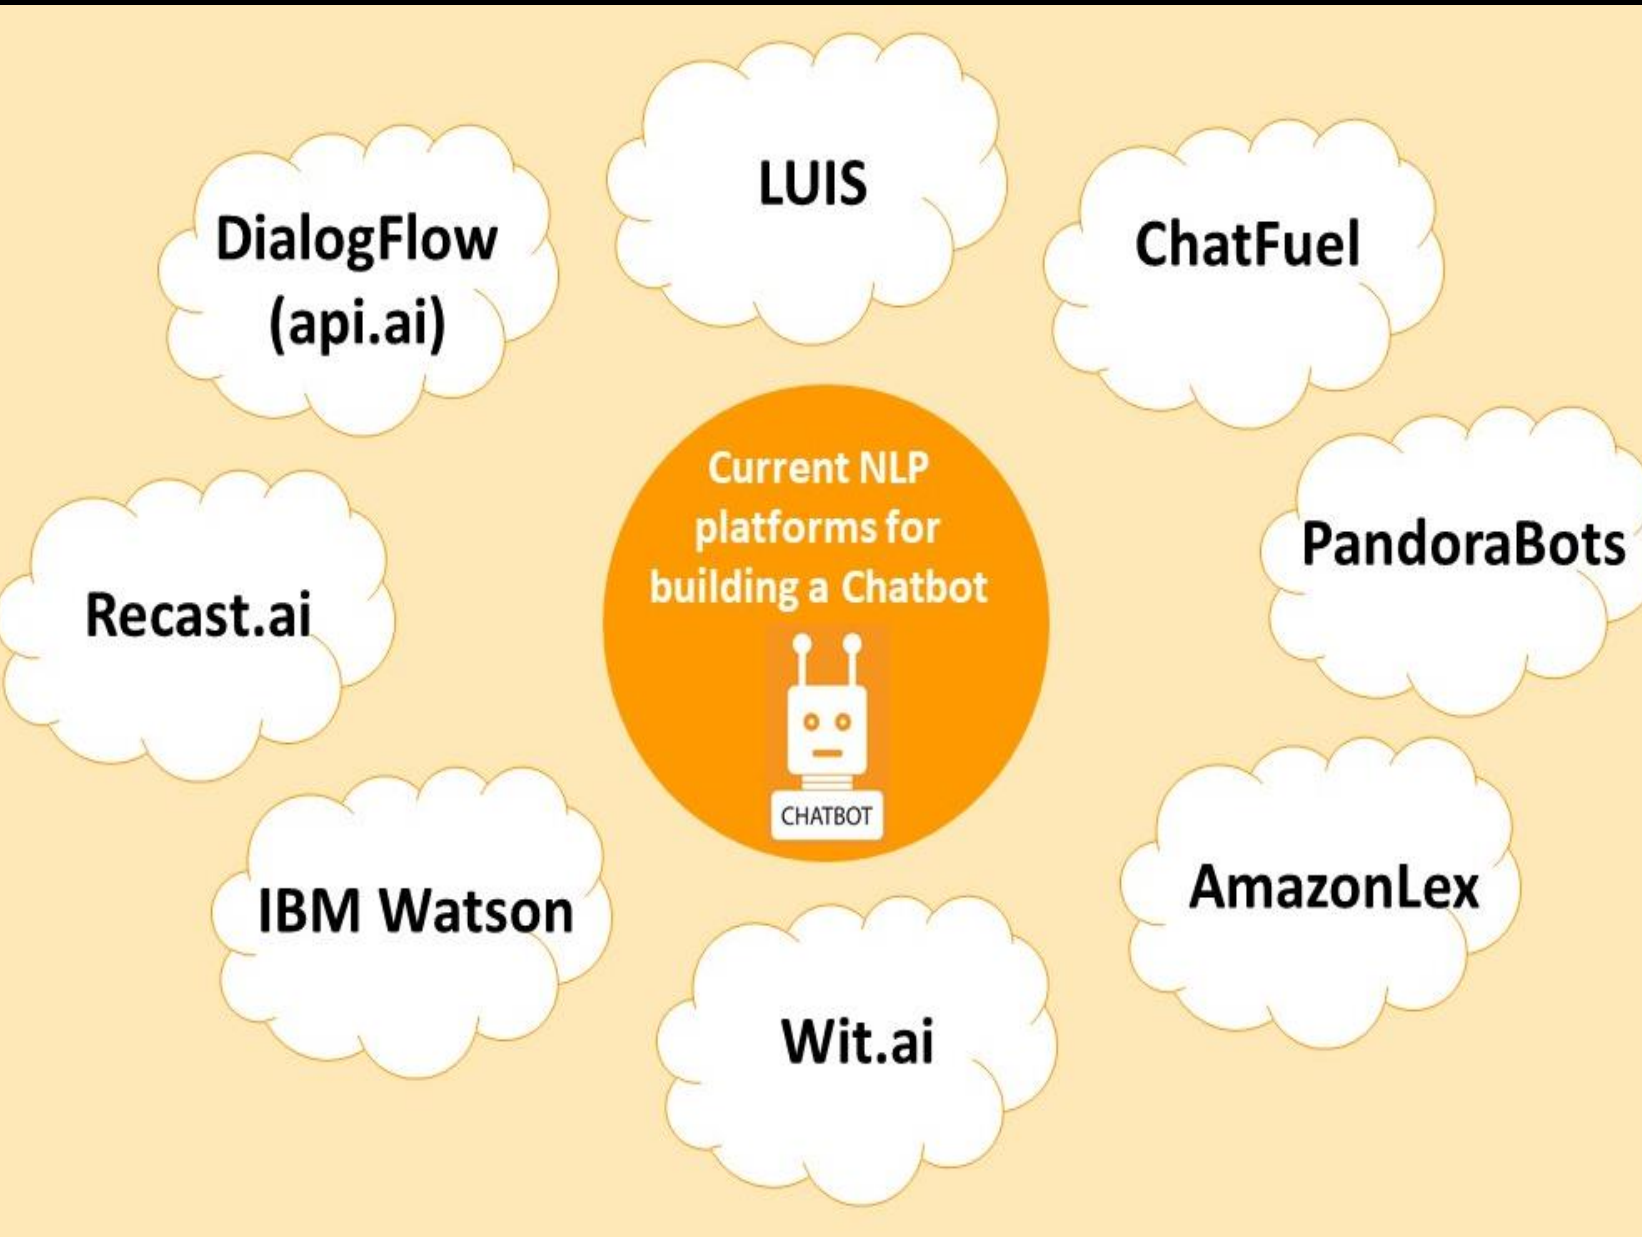 LUIS
DialogFlow
(api.ai)
ChatFuel
Current NLP
platforms for
building a Chatbot
CHATBOT
PandoraBots
Recast.ai
AmazonLex
IBM Watson
Wit.ai